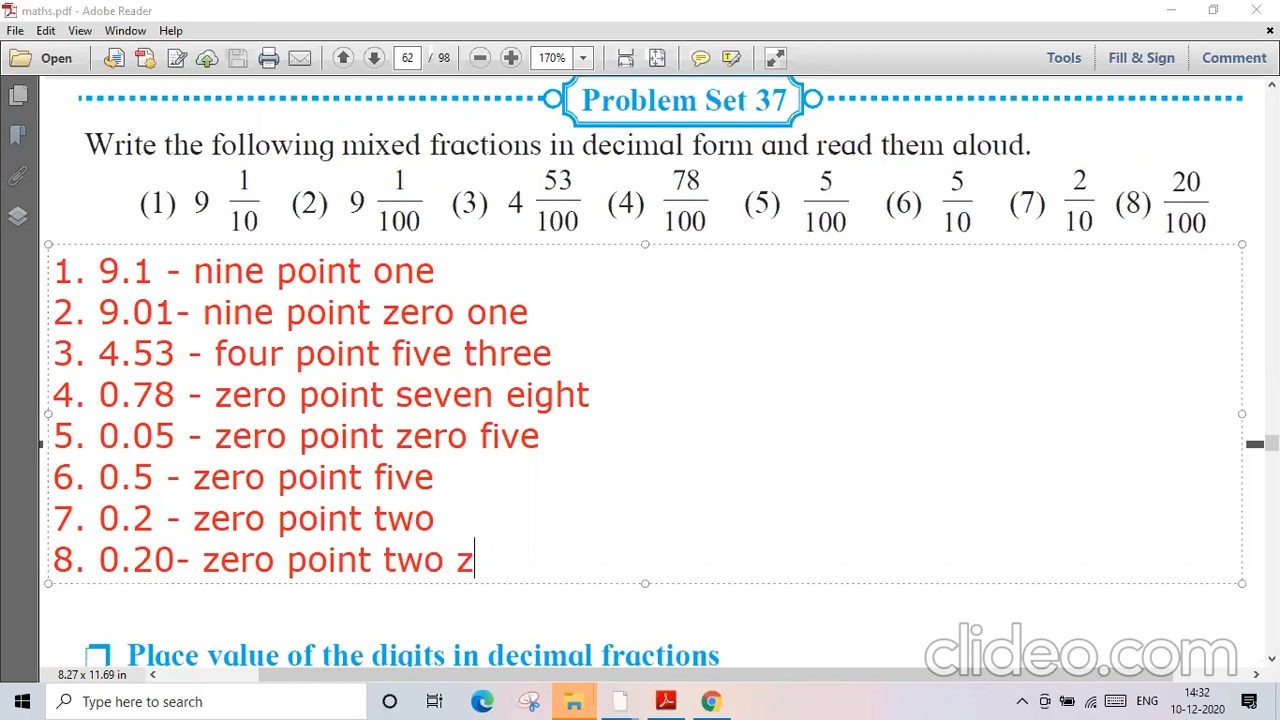 maths.pdf - Adobe Reader
File Edit View Window Help
Open 62 / 98 170% Tools Fill & Sign Comment
Problem Set 37
Write the following mixed fractions in decimal form and read them aloud.
(1) 9 1/10 (2) 9 1/100 (3) 4 53/100 (4) 78/100 (5) 5/100 (6) 5/10 (7) 2/10 (8) 20/100
1. 9.1 - nine point one
2. 9.01- nine point zero one
3. 4.53 - four point five three
4. 0.78 - zero point seven eight
5. 0.05 - zero point zero five
6. 0.5 - zero point five
7. 0.2 - zero point two
8. 0.20- zero point two z
Place value of the digits in decimal fractions
clideo.com
8.27 x 11.69 in
Type here to search
ENG
14:32
10-12-2020